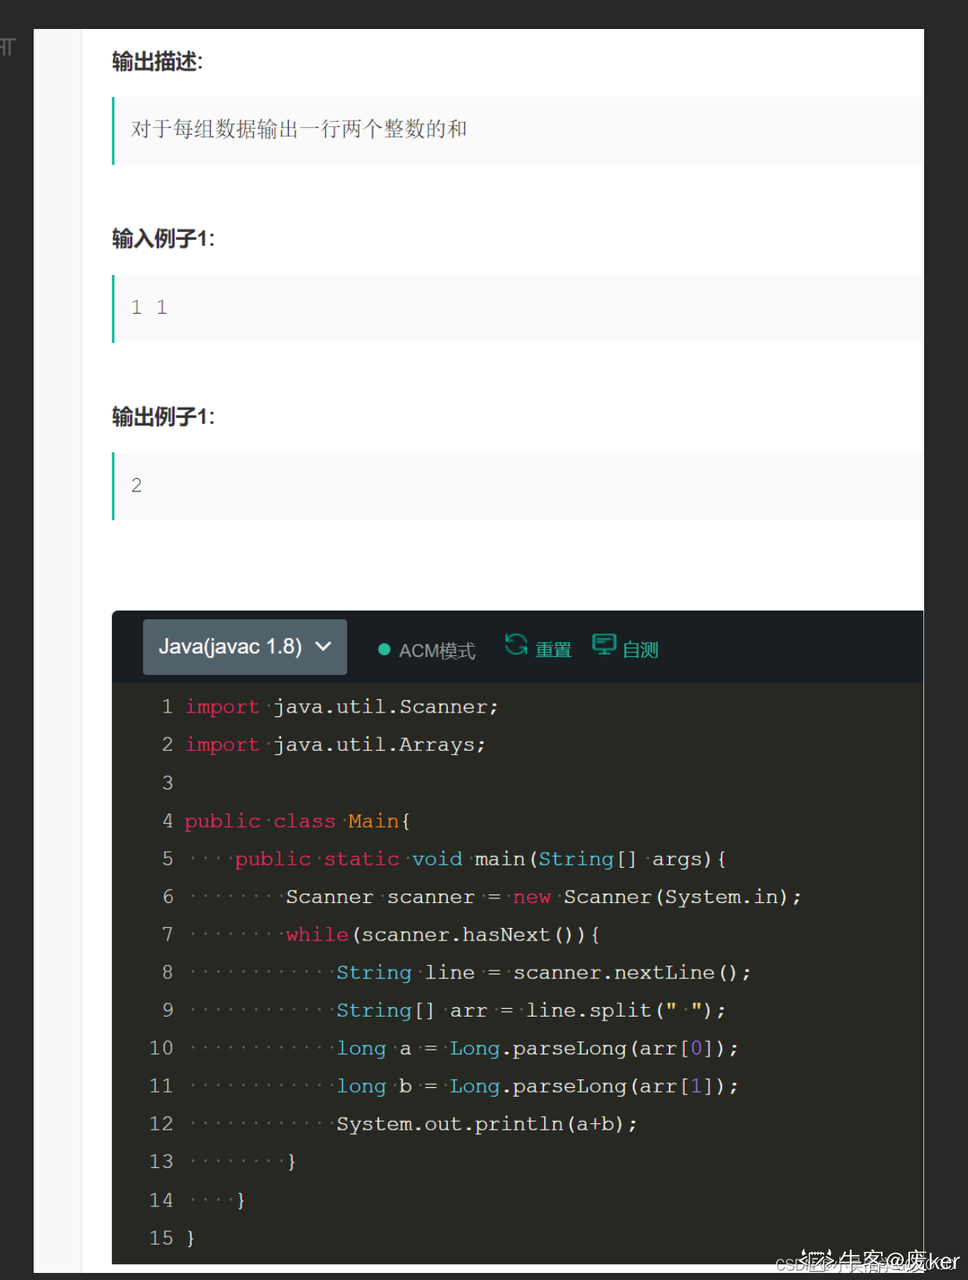 输出描述:
对于每组数据输出一行两个整数的和
输入例子1:
1 1
输出例子1:
2
Java(javac 1.8)
ACM模式
重置
自测
1 import java.util.Scanner;
2 import java.util.Arrays;
3
4 public class Main{
5 public static void main(String[] args){
6 Scanner scanner = new Scanner(System.in);
7 while(scanner.hasNext()){
8 String line = scanner.nextLine();
9 String[] arr = line.split(" ");
10 long a = Long.parseLong(arr[0]);
11 long b = Long.parseLong(arr[1]);
12 System.out.println(a+b);
13 }
14 }
15 }
牛客@废ker